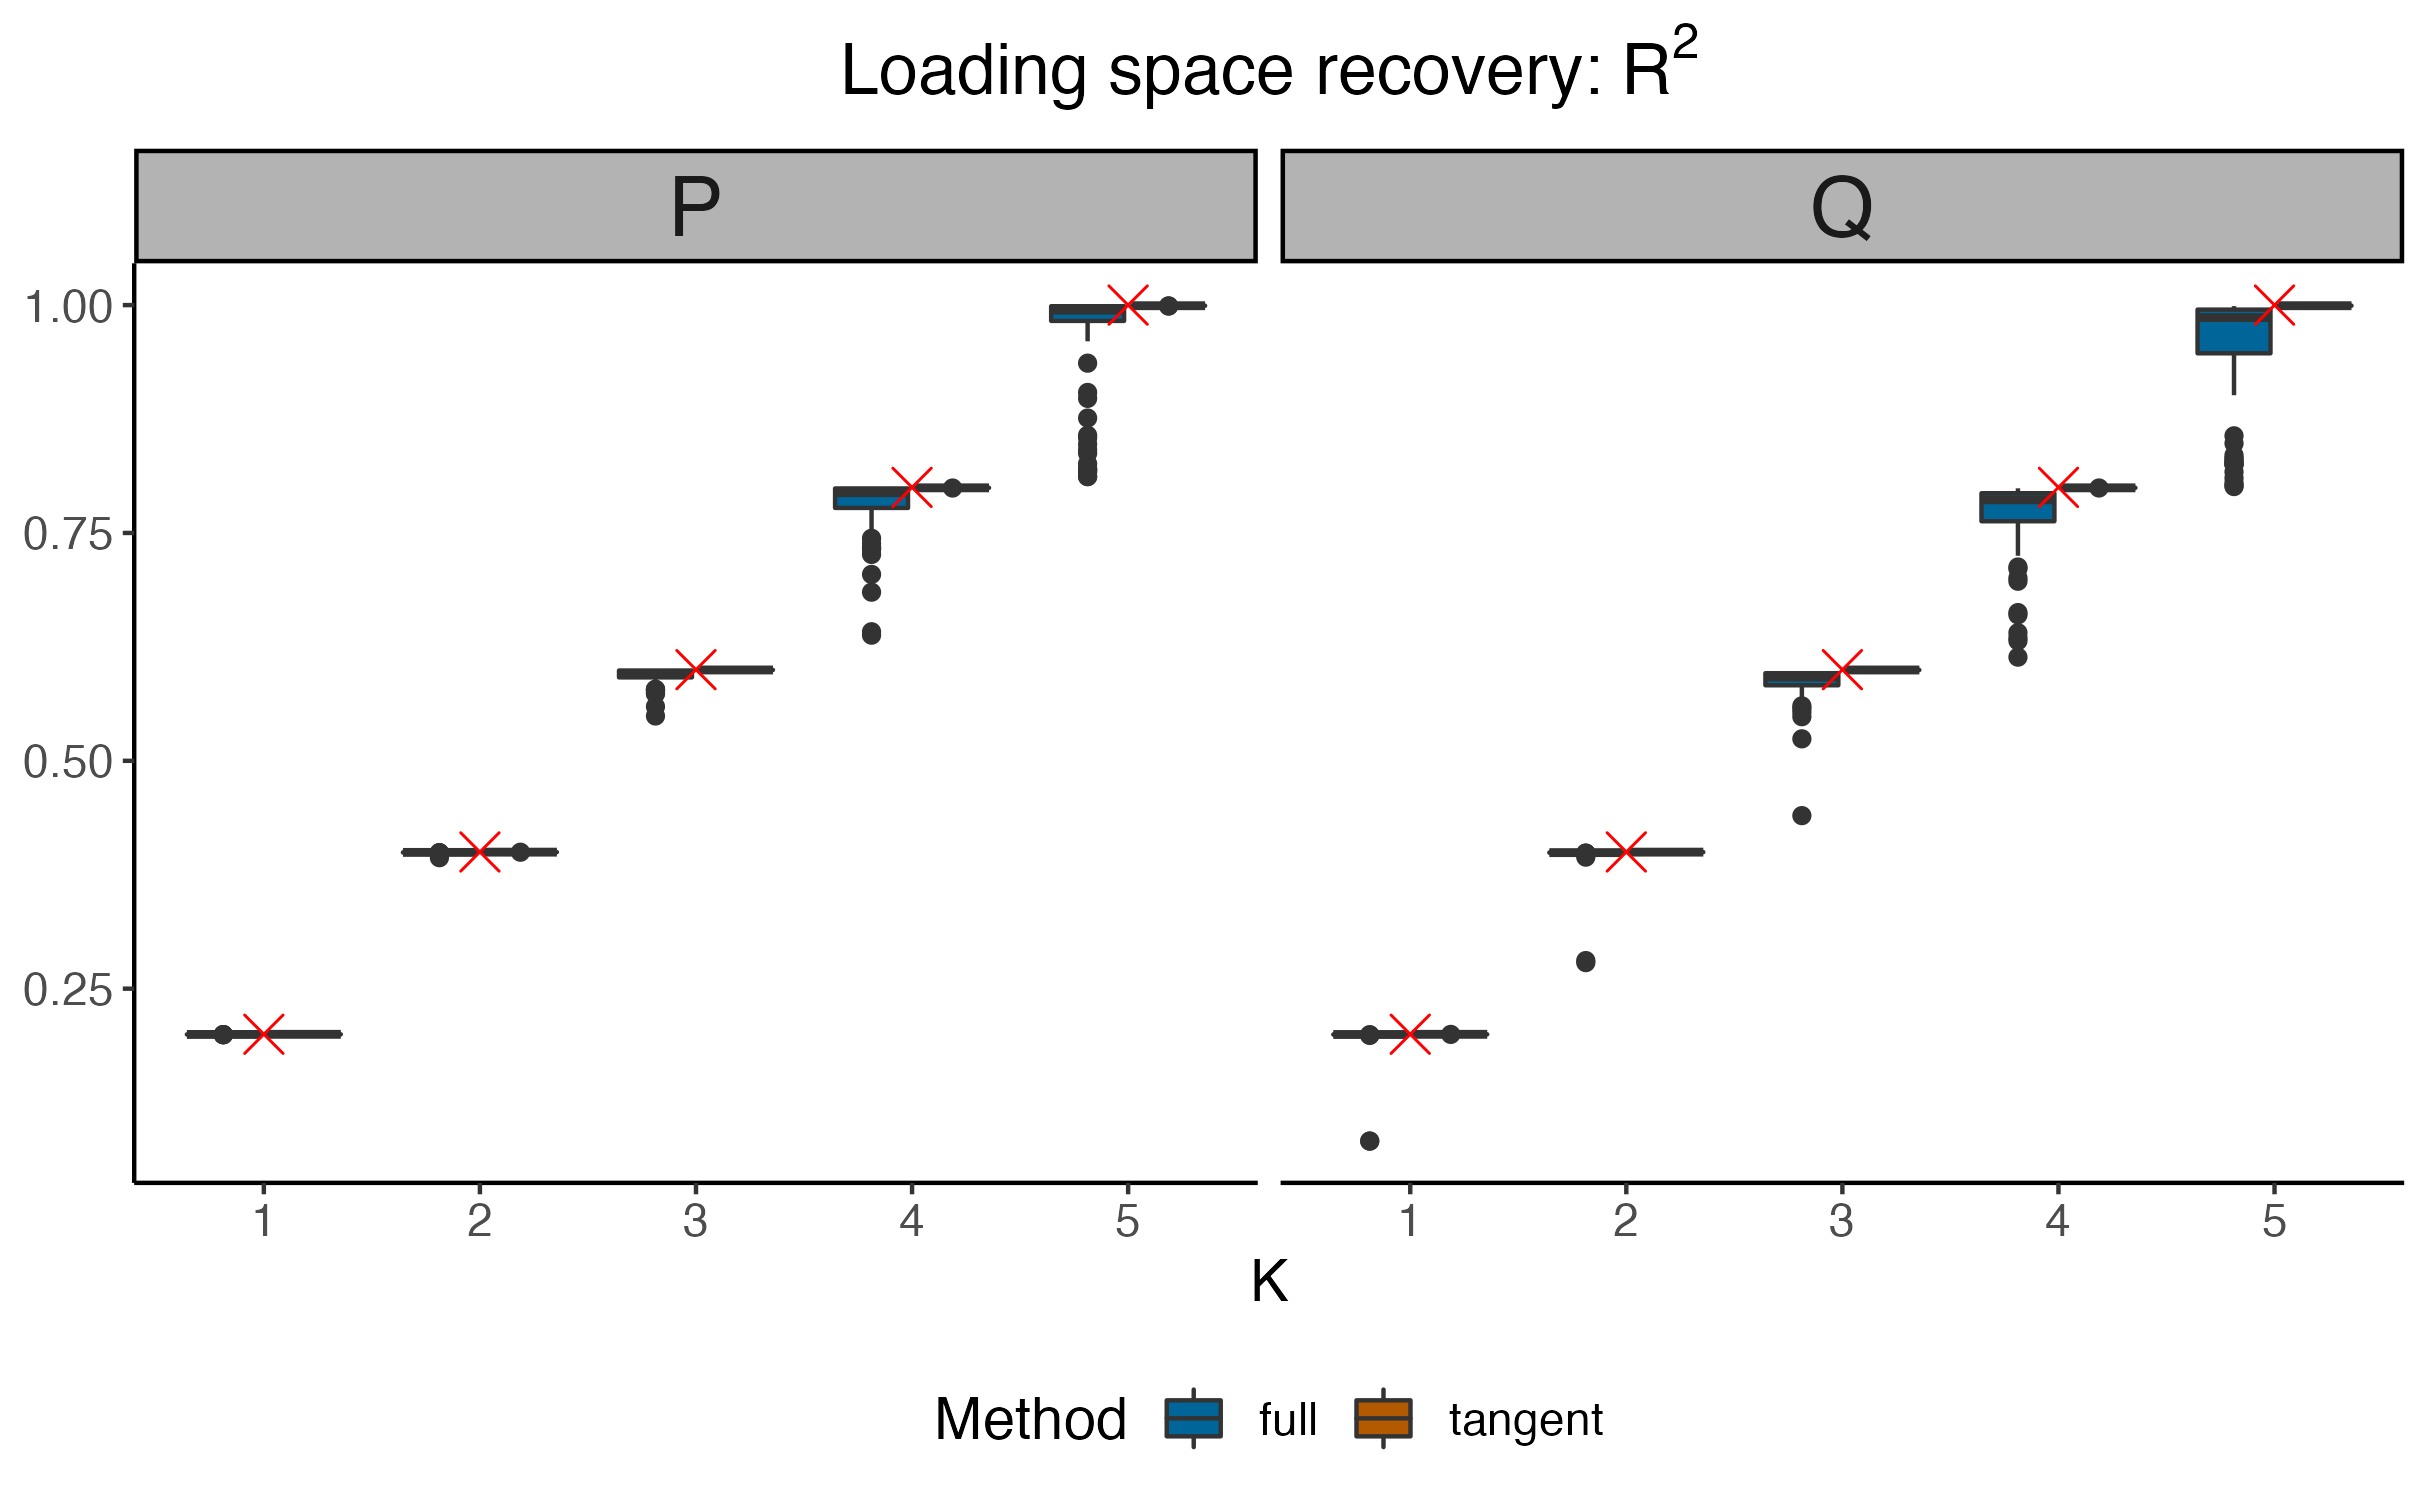 Loading space recovery: R²
P Q
1.00
0.75
0.50
0.25
1 2 3 4 5 1 2 3 4 5
K
Method full tangent